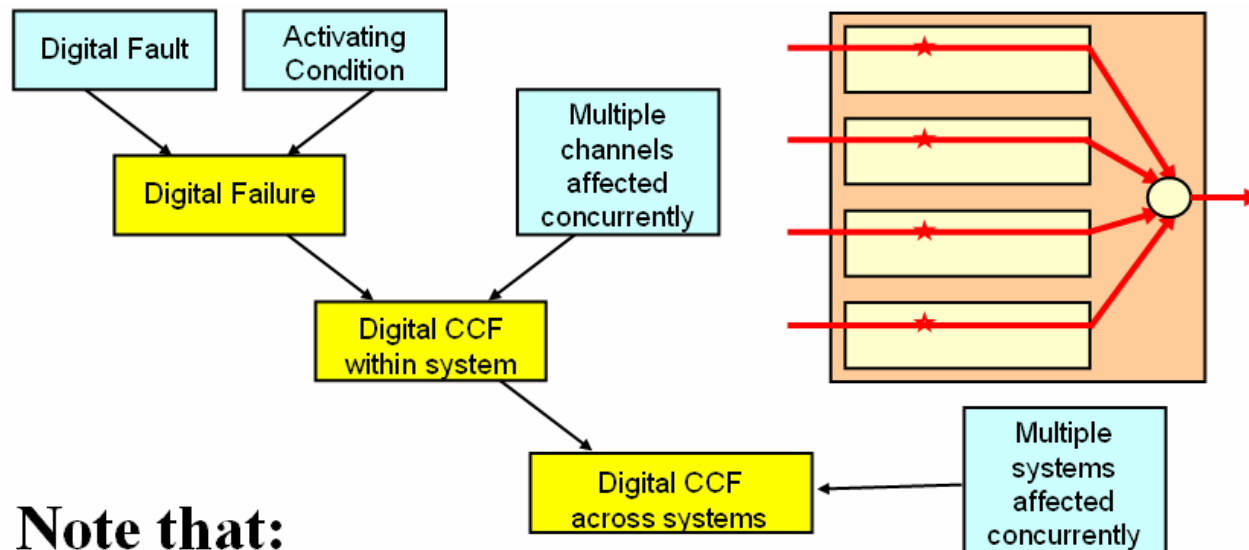 Digital Fault
Activating
Condition
Multiple
channels
affected
concurrently
Digital Failure
Digital CCF
within system
Digital CCF
across systems
Multiple
systems
affected
concurrently
Note that: